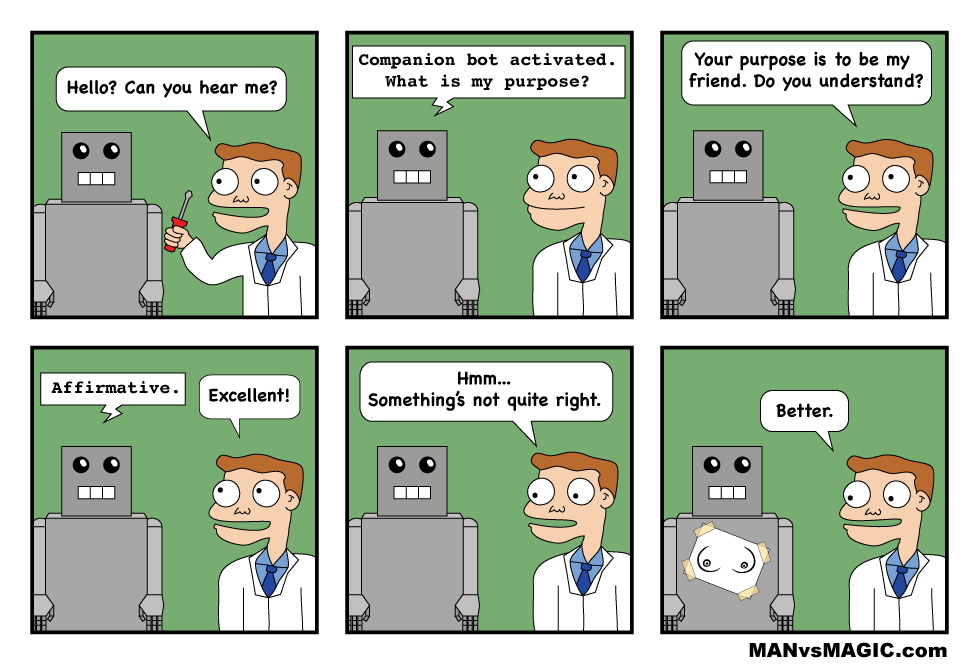 Hello? Can you hear me?
Companion bot activated.
What is my purpose?
Your purpose is to be my
friend. Do you understand?
Affirmative.
Excellent!
Hmm...
Something's not quite right.
Better.
MANvsMAGIC.com